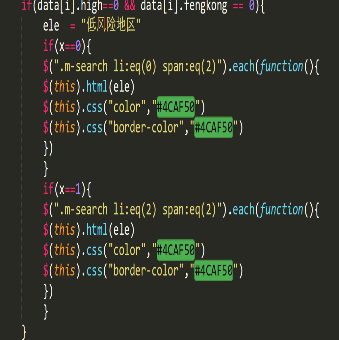 if(data[i].high==0 && data[i].fengkong == 0){
ele = "低风险地区"
if(x==0){
$(".m-search li:eq(0) span:eq(2)").each(function(){
$(this).html(ele)
$(this).css("color","#4CAF50")
$(this).css("border-color","#4CAF50")
})
}
if(x==1){
$(".m-search li:eq(2) span:eq(2)").each(function(){
$(this).html(ele)
$(this).css("color","#4CAF50")
$(this).css("border-color","#4CAF50")
})
}
}